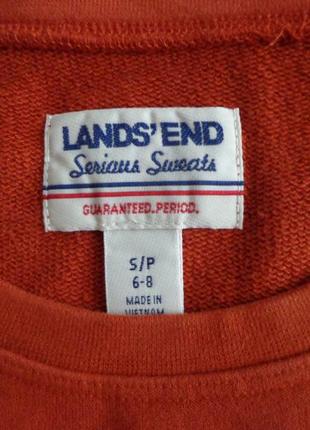 LANDS' END
Serious Sweats
GUARANTEED. PERIOD.
S/P
6-8
MADE IN
VIETNAM